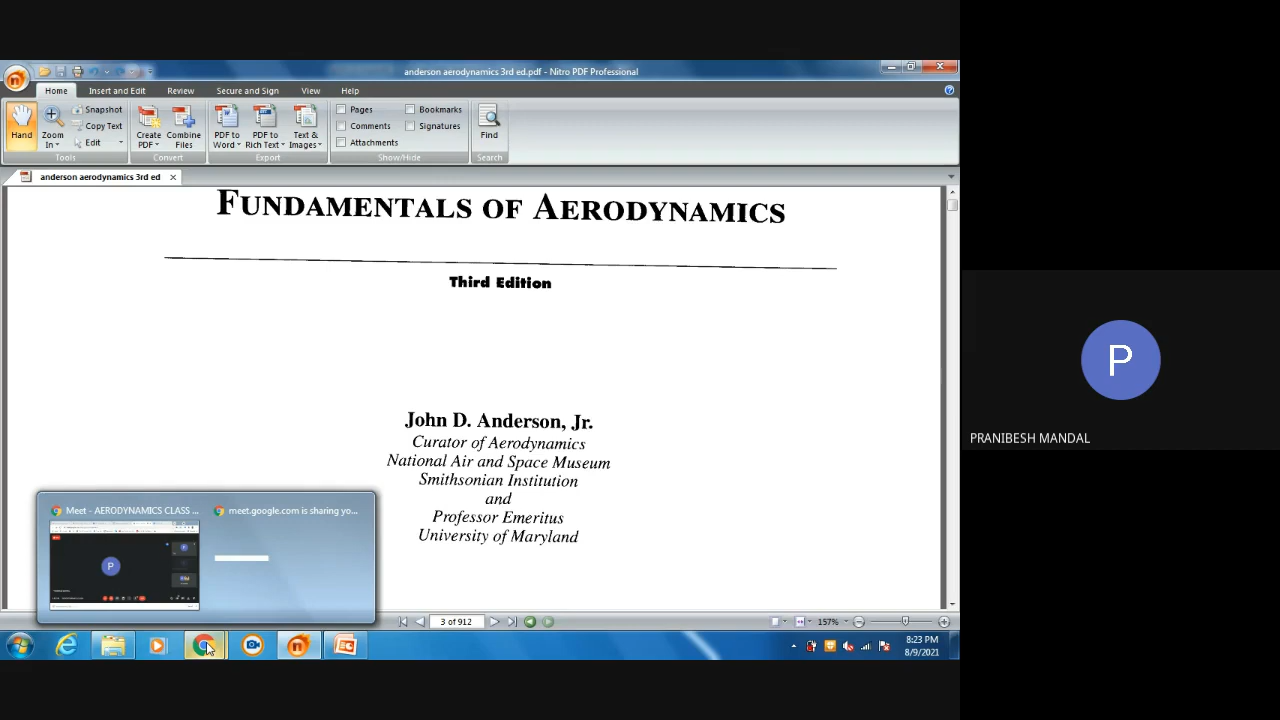 anderson aerodynamics 3rd ed.pdf - Nitro PDF Professional
Home Insert and Edit Review Secure and Sign View Help
Hand
Zoom In
Snapshot
Copy Text
Edit
Tools
Create PDF
Combine Files
Convert
PDF to Word
PDF to Rich Text
Text & Images
Export
Pages Bookmarks
Comments Signatures
Attachments
Show/Hide
Find
Search
anderson aerodynamics 3rd ed
FUNDAMENTALS OF AERODYNAMICS
Third Edition
John D. Anderson, Jr.
Curator of Aerodynamics
National Air and Space Museum
Smithsonian Institution
and
Professor Emeritus
University of Maryland
Meet - AERODYNAMICS CLASS ...
meet.google.com is sharing yo...
P
3 of 912
157%
8:23 PM
8/9/2021
P
PRANIBESH MANDAL